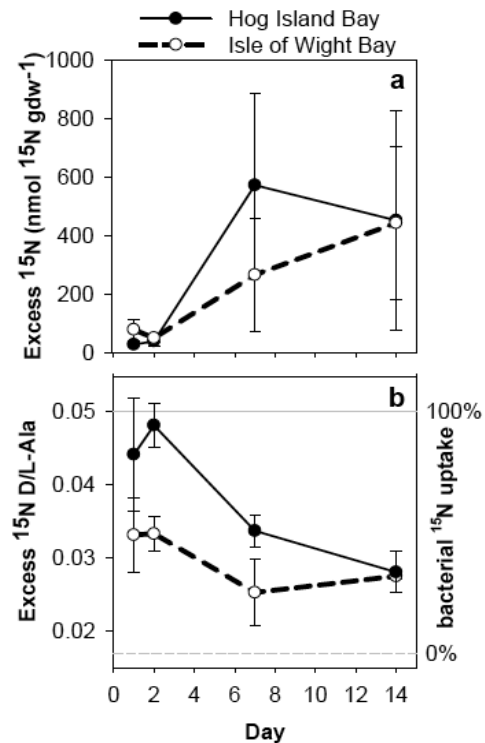 Hog Island Bay
Isle of Wight Bay
a
Excess ¹⁵N (nmol ¹⁵N gdw⁻¹)
1000
800
600
400
200
0
b
Excess ¹⁵N D/L-Ala
0.05
0.04
0.03
0.02
100%
0%
bacterial ¹⁵N uptake
0 2 4 6 8 10 12 14
Day